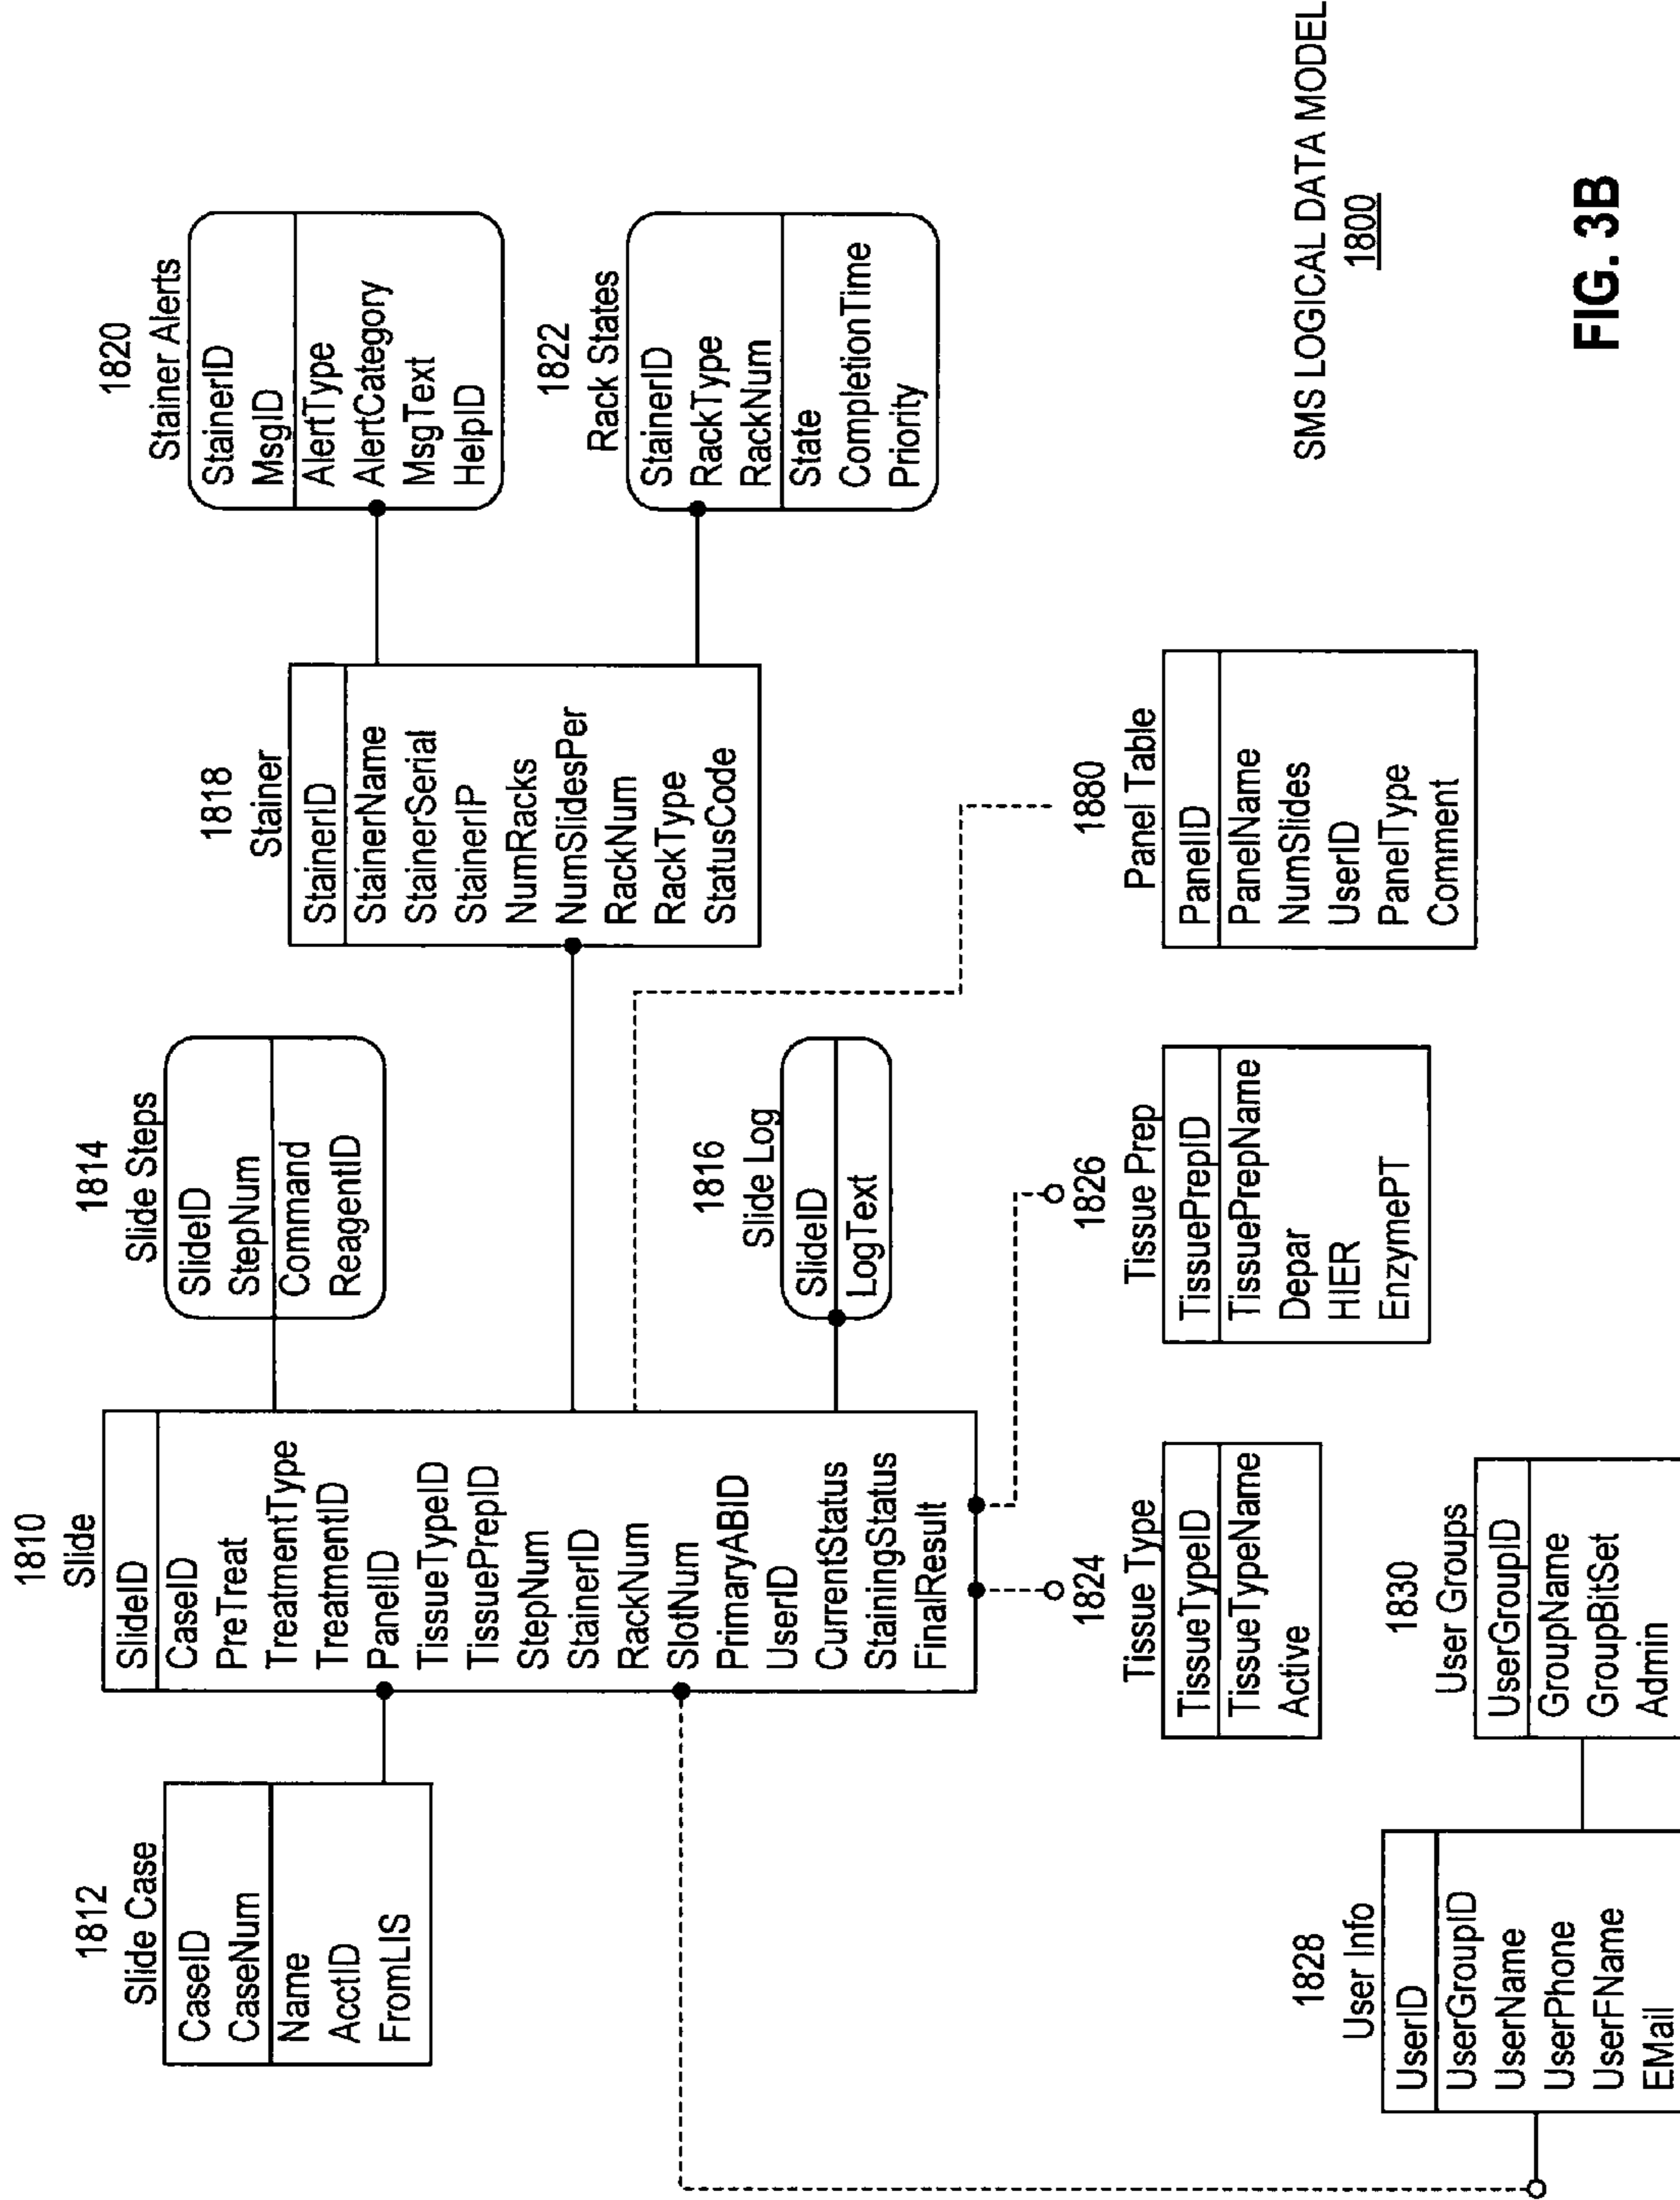 1812
Slide Case
CaseID
CaseNum
Name
AcctID
FromLIS
1810
Slide
SlideID
CaseID
PreTreat
TreatmentType
TreatmentID
PanelID
TissueTypeID
TissuePrepID
StepNum
StainerID
RackNum
SlotNum
PrimaryABID
UserID
CurrentStatus
StainingStatus
FinalResult
1814
Slide Steps
SlideID
StepNum
Command
ReagentID
1816
Slide Log
SlideID
LogText
1818
Stainer
StainerID
StainerName
StainerSerial
StainerIP
NumRacks
NumSlidesPer
RackNum
RackType
StatusCode
1820
Stainer Alerts
StainerID
MsgID
AlertType
AlertCategory
MsgText
HelpID
1822
Rack States
StainerID
RackType
RackNum
State
CompletionTime
Priority
1824
Tissue Type
TissueTypeID
TissueTypeName
Active
1826
Tissue Prep
TissuePrepID
TissuePrepName
Depar
HIER
EnzymePT
1880
Panel Table
PanelID
PanelName
NumSlides
UserID
PanelType
Comment
1828
User Info
UserID
UserGroupID
UserName
UserPhone
UserFName
EMail
1830
User Groups
UserGroupID
GroupName
GroupBitSet
Admin
SMS LOGICAL DATA MODEL
1800
FIG. 3B